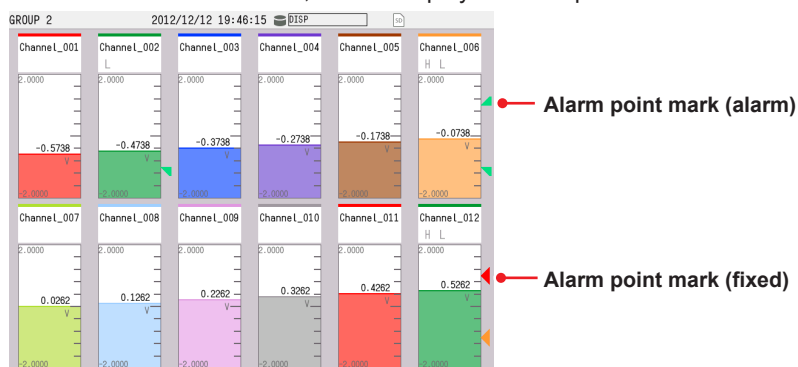 GROUP 2 2012/12/12 19:46:15 DISP SD
Channel_001 Channel_002 Channel_003 Channel_004 Channel_005 Channel_006
L H L
2.0000 2.0000 2.0000 2.0000 2.0000 2.0000
Alarm point mark (alarm)
-0.5738 -0.4738 -0.3738 -0.2738 -0.1738 -0.0738
V V V V V V
-2.0000 -2.0000 -2.0000 -2.0000 -2.0000 -2.0000
Channel_007 Channel_008 Channel_009 Channel_010 Channel_011 Channel_012
H L
2.0000 2.0000 2.0000 2.0000 2.0000 2.0000
Alarm point mark (fixed)
0.0262 0.1262 0.2262 0.3262 0.4262 0.5262
V V V V V V
-2.0000 -2.0000 -2.0000 -2.0000 -2.0000 -2.0000